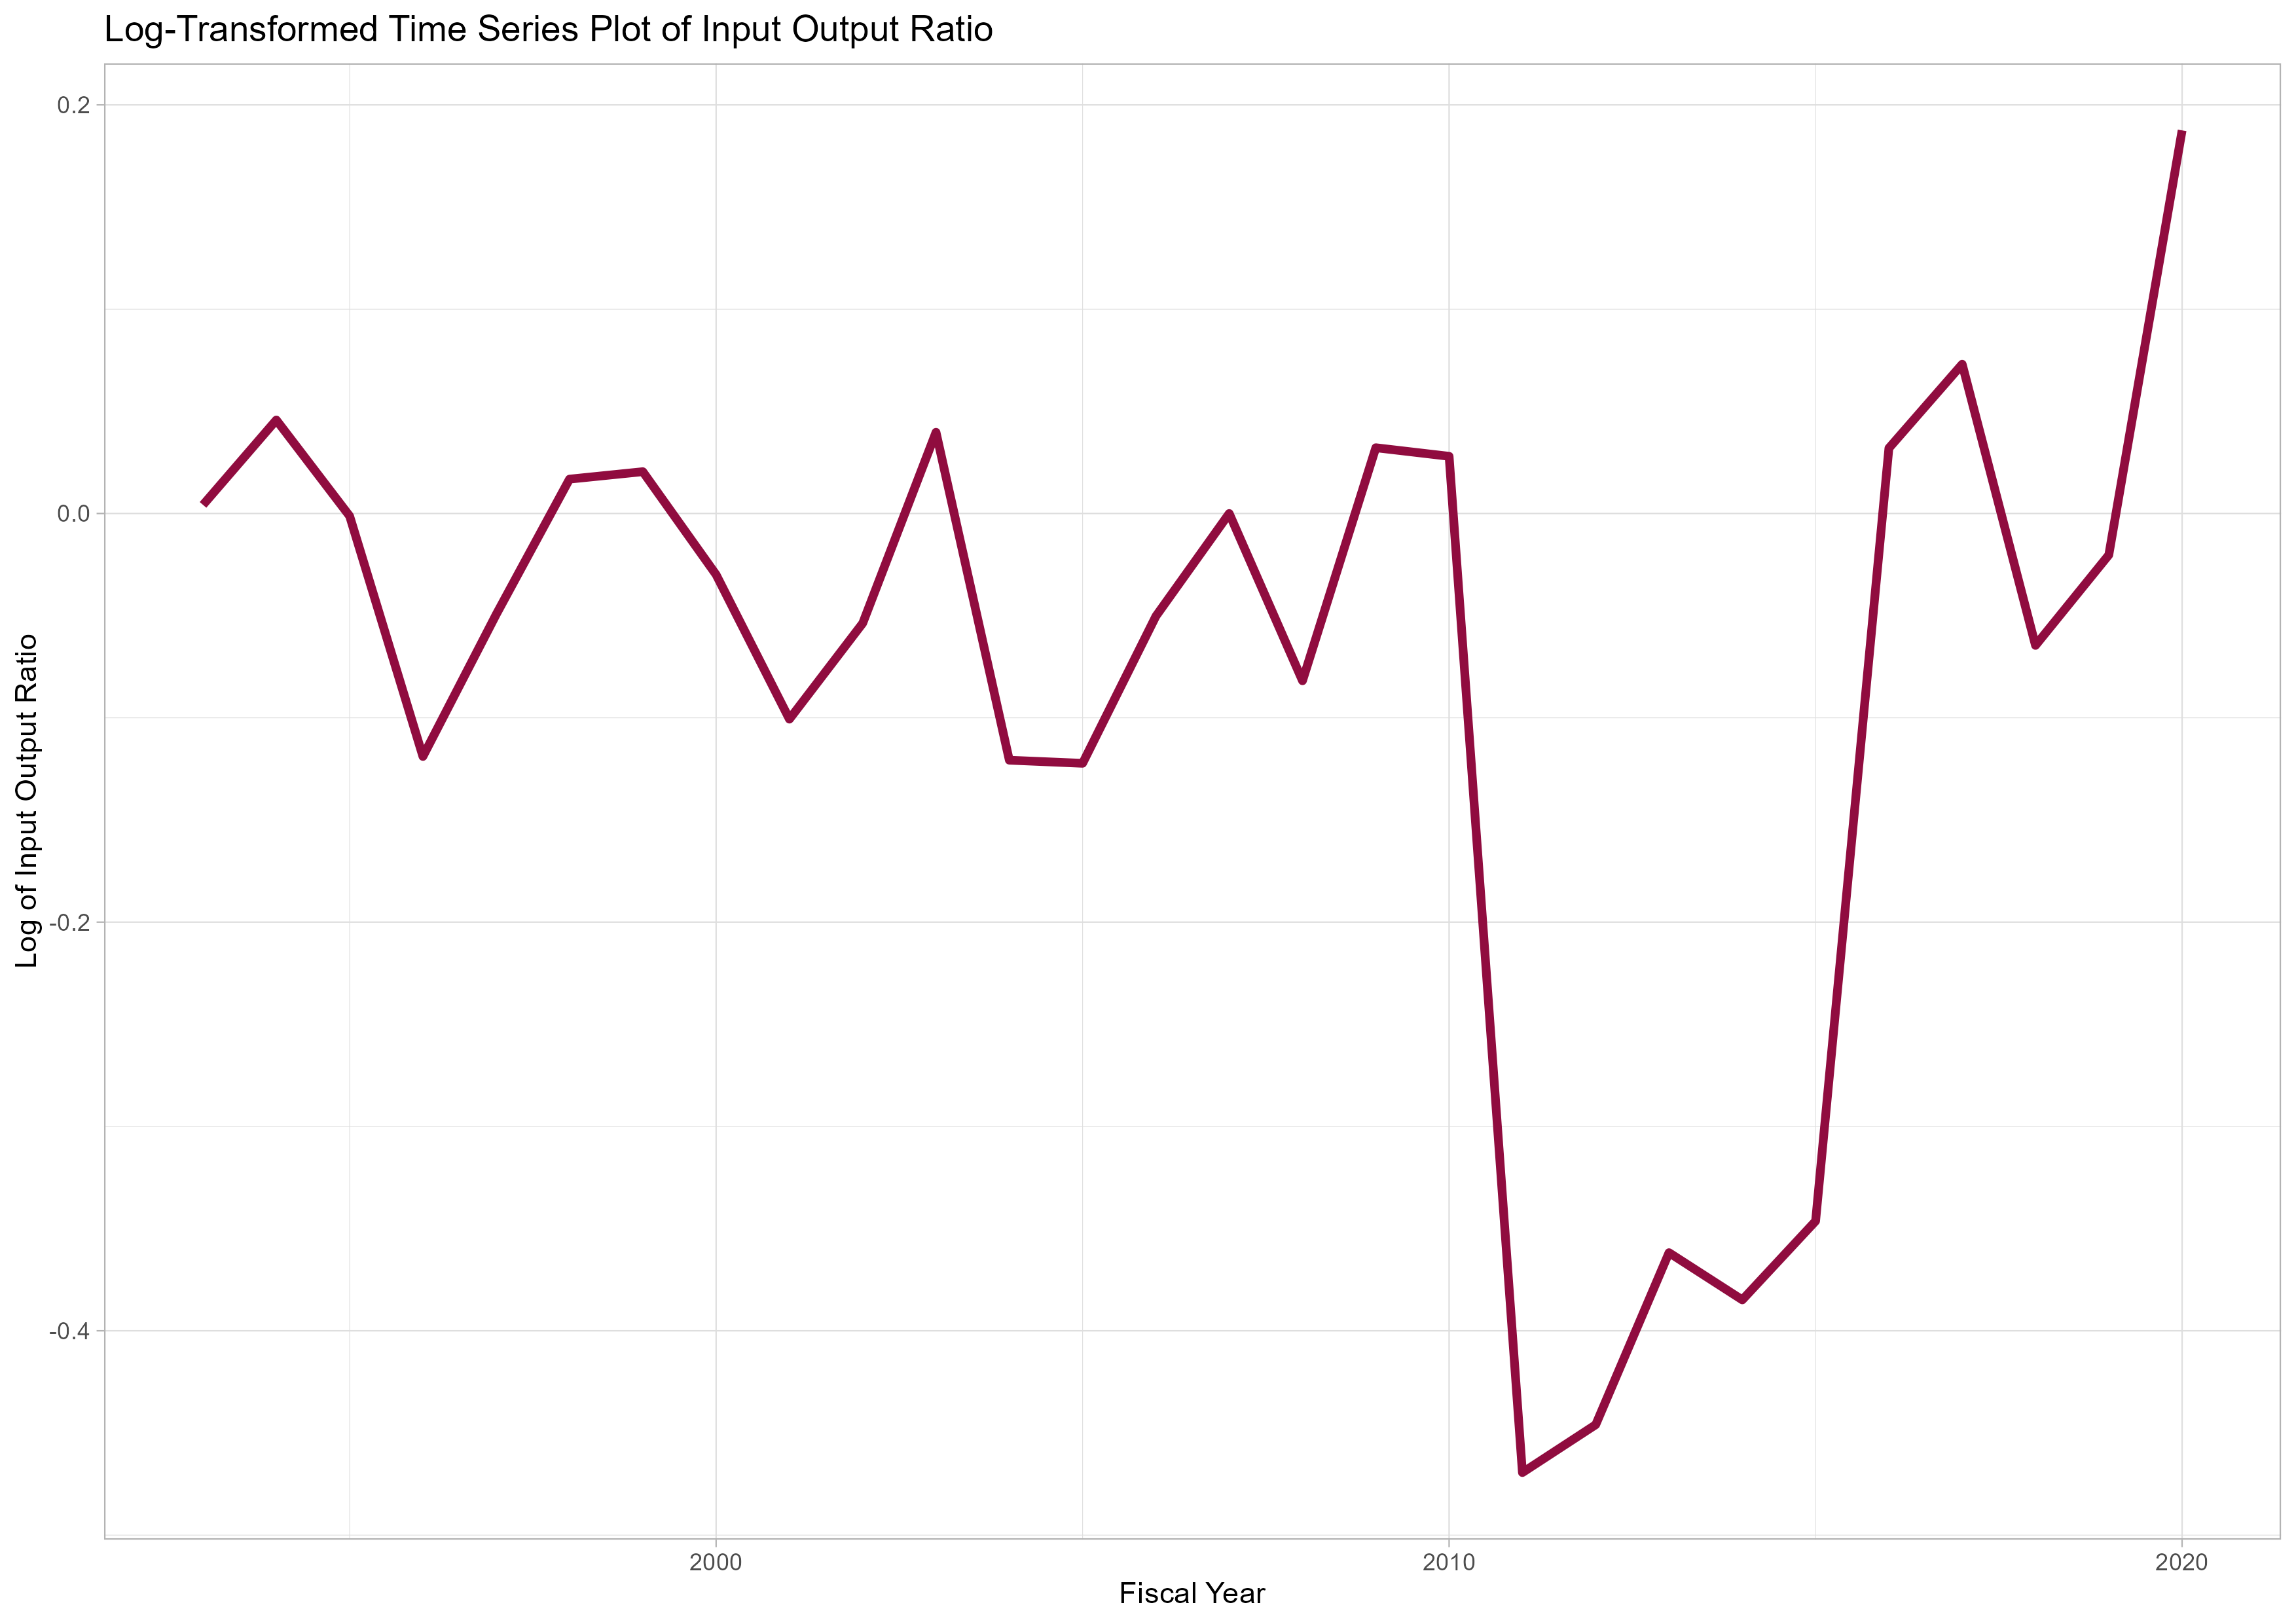 Log-Transformed Time Series Plot of Input Output Ratio
Log of Input Output Ratio
0.2
0.0
-0.2
-0.4
2000
2010
2020
Fiscal Year